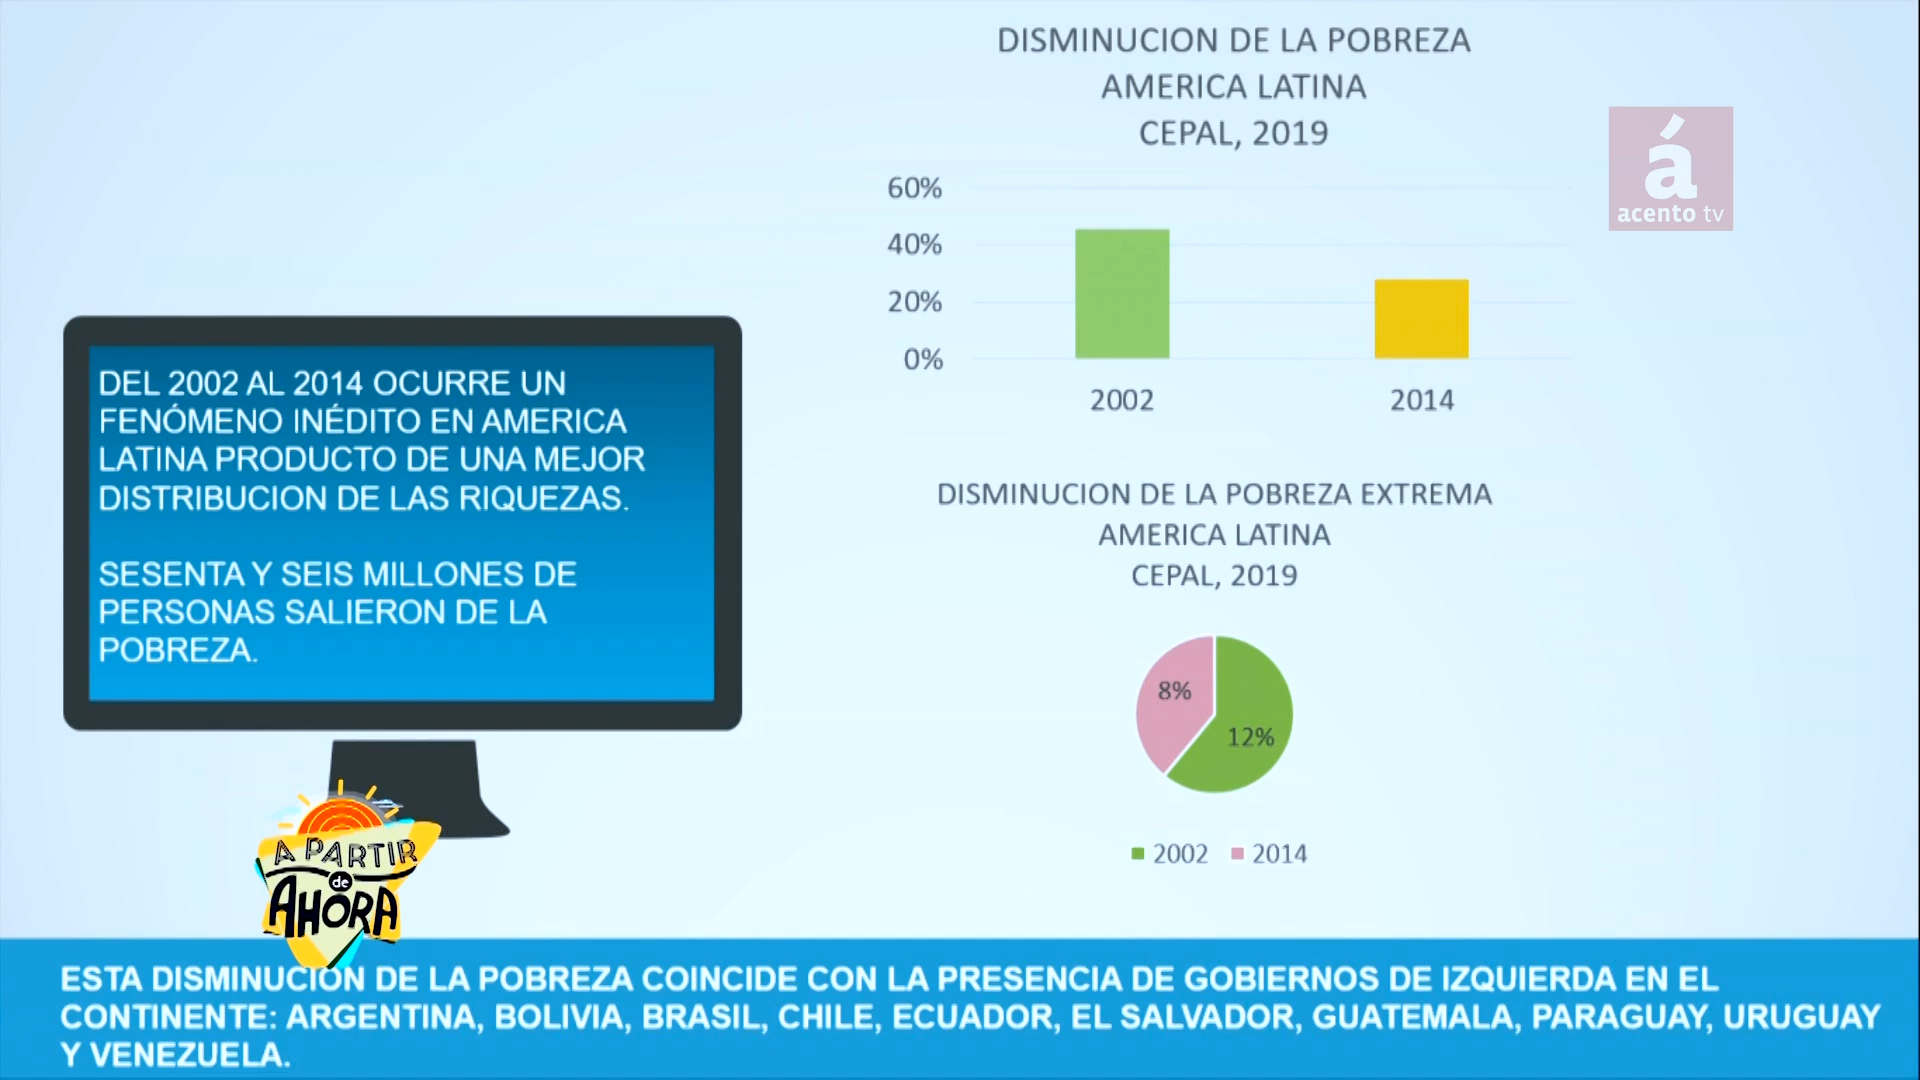 DISMINUCION DE LA POBREZA
AMERICA LATINA
CEPAL, 2019
60%
40%
20%
0%
2002
2014
á
acento tv
DEL 2002 AL 2014 OCURRE UN
FENÓMENO INÉDITO EN AMERICA
LATINA PRODUCTO DE UNA MEJOR
DISTRIBUCION DE LAS RIQUEZAS.
SESENTA Y SEIS MILLONES DE
PERSONAS SALIERON DE LA
POBREZA.
DISMINUCION DE LA POBREZA EXTREMA
AMERICA LATINA
CEPAL, 2019
8%
12%
2002
2014
A PARTIR
de
AHORA
ESTA DISMINUCIÓN DE LA POBREZA COINCIDE CON LA PRESENCIA DE GOBIERNOS DE IZQUIERDA EN EL
CONTINENTE: ARGENTINA, BOLIVIA, BRASIL, CHILE, ECUADOR, EL SALVADOR, GUATEMALA, PARAGUAY, URUGUAY
Y VENEZUELA.